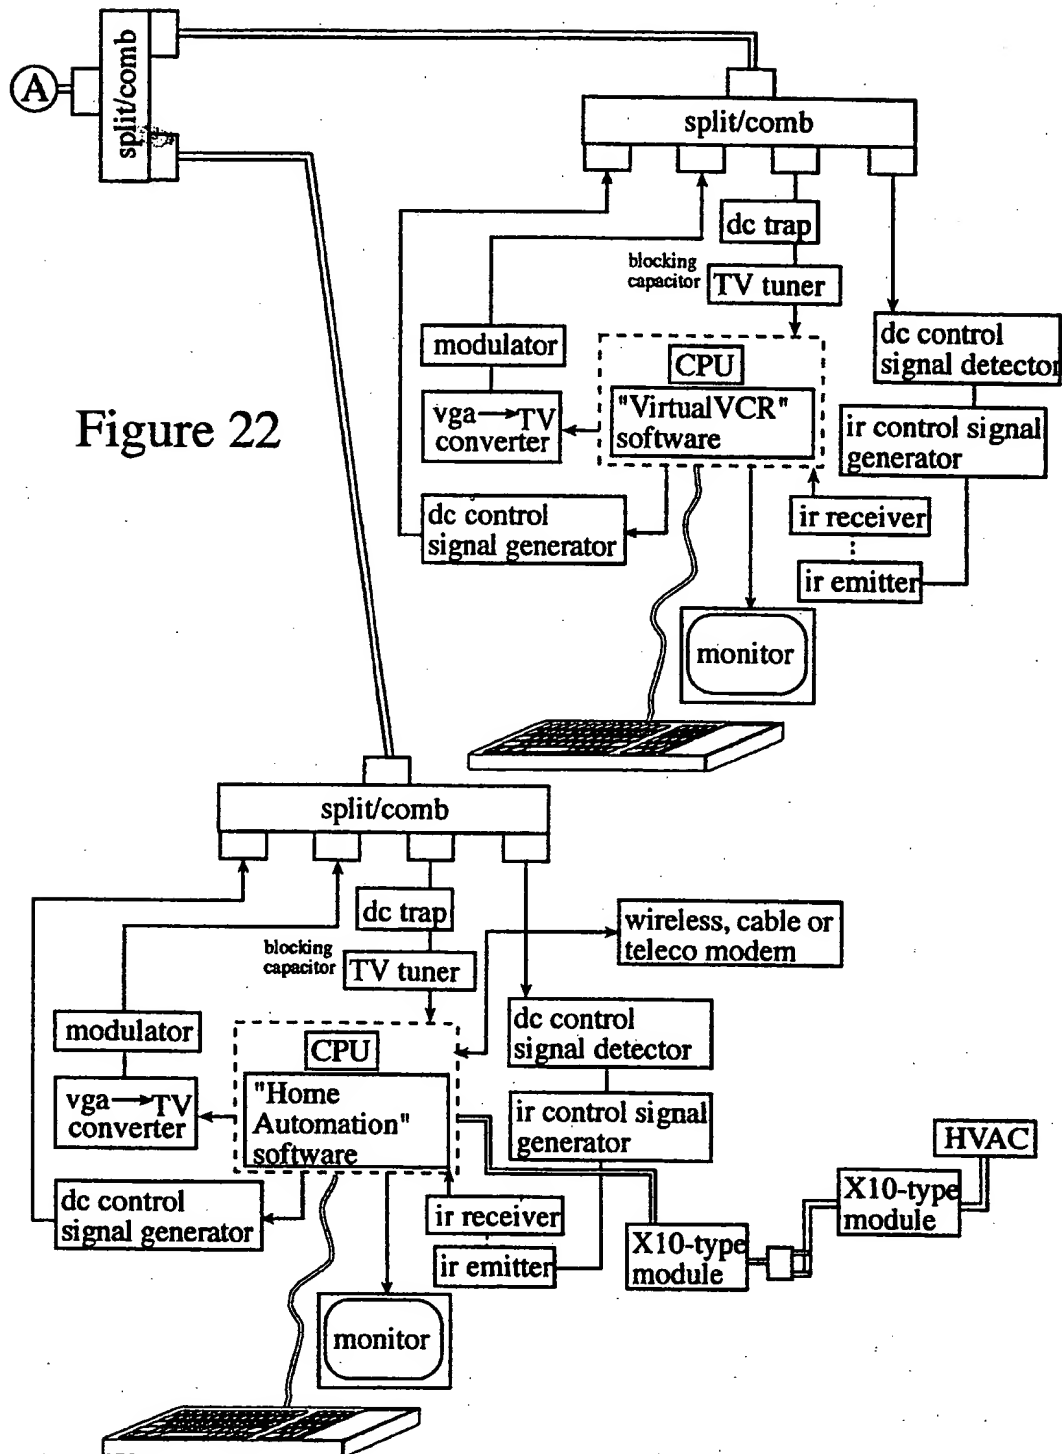 A
split/comb
split/comb
dc trap
blocking
capacitor
TV tuner
dc control
signal detector
modulator
CPU
"VirtualVCR"
software
vga → TV
converter
Figure 22
ir control signal
generator
dc control
signal generator
ir receiver
ir emitter
monitor
split/comb
dc trap
wireless, cable or
teleco modem
blocking
capacitor
TV tuner
dc control
signal detector
modulator
CPU
"Home
Automation"
software
vga → TV
converter
ir control signal
generator
HVAC
X10-type
module
dc control
signal generator
ir receiver
X10-type
module
ir emitter
monitor